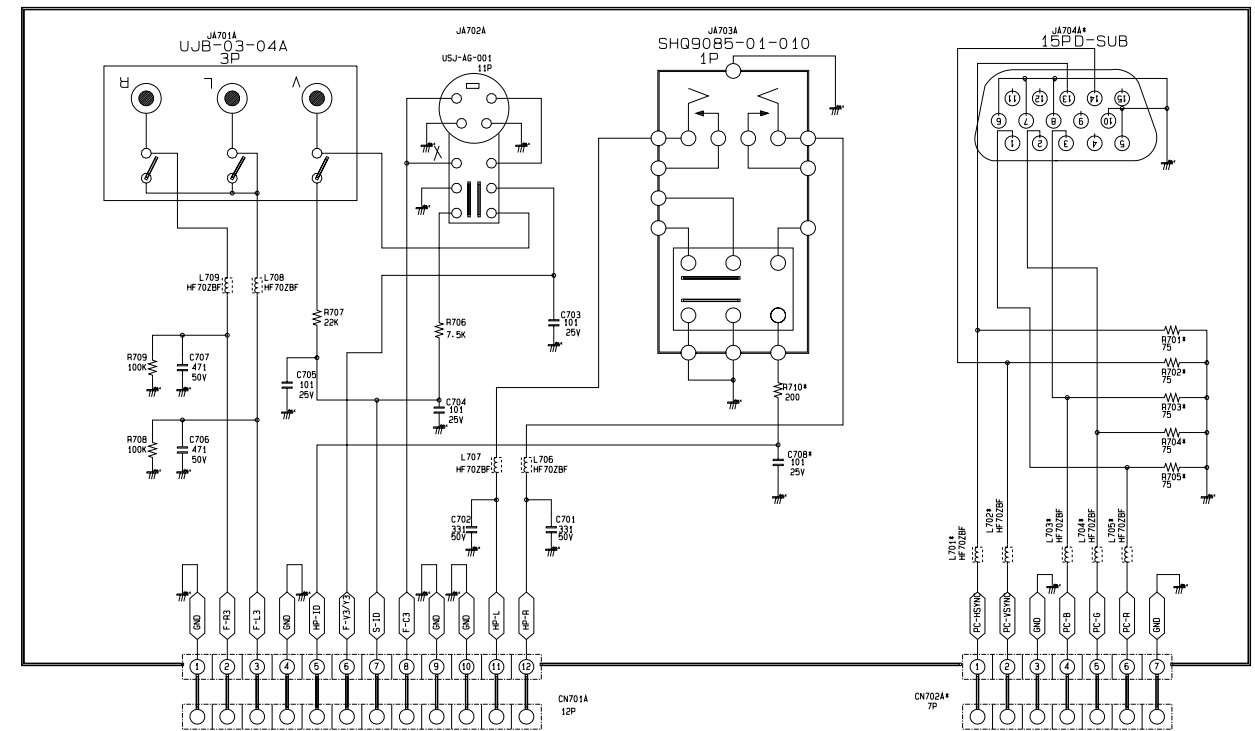 JA701A
UJB-03-04A
3P
R
L
V
JA702A
USJ-AG-001
11P
JA703A
SHQ9085-01-010
1P
JA704A*
15PD-SUB
11
12
13
14
15
6
7
8
9
10
1
2
3
4
5
L709
HF70ZBF
L708
HF70ZBF
R707
22K
R706
7.5K
C703
101
25V
R709
100K
C707
471
50V
C705
101
25V
C704
101
25V
R708
100K
C706
471
50V
R710*
200
C708*
101
25V
L707
HF70ZBF
L706
HF70ZBF
C702
331
50V
C701
331
50V
R701*
75
R702*
75
R703*
75
R704*
75
R705*
75
L701*
HF70ZBF
L702*
HF70ZBF
L703*
HF70ZBF
L704*
HF70ZBF
L705*
HF70ZBF
GND
F-R3
F-L3
GND
HP-ID
F-V3/Y3
S-ID
F-C3
GND
GND
HP-L
HP-R
PC-HSYNC
PC-VSYNC
GND
PC-B
PC-G
PC-R
GND
1
2
3
4
5
6
7
8
9
10
11
12
1
2
3
4
5
6
7
CN701A
12P
CN702A*
7P